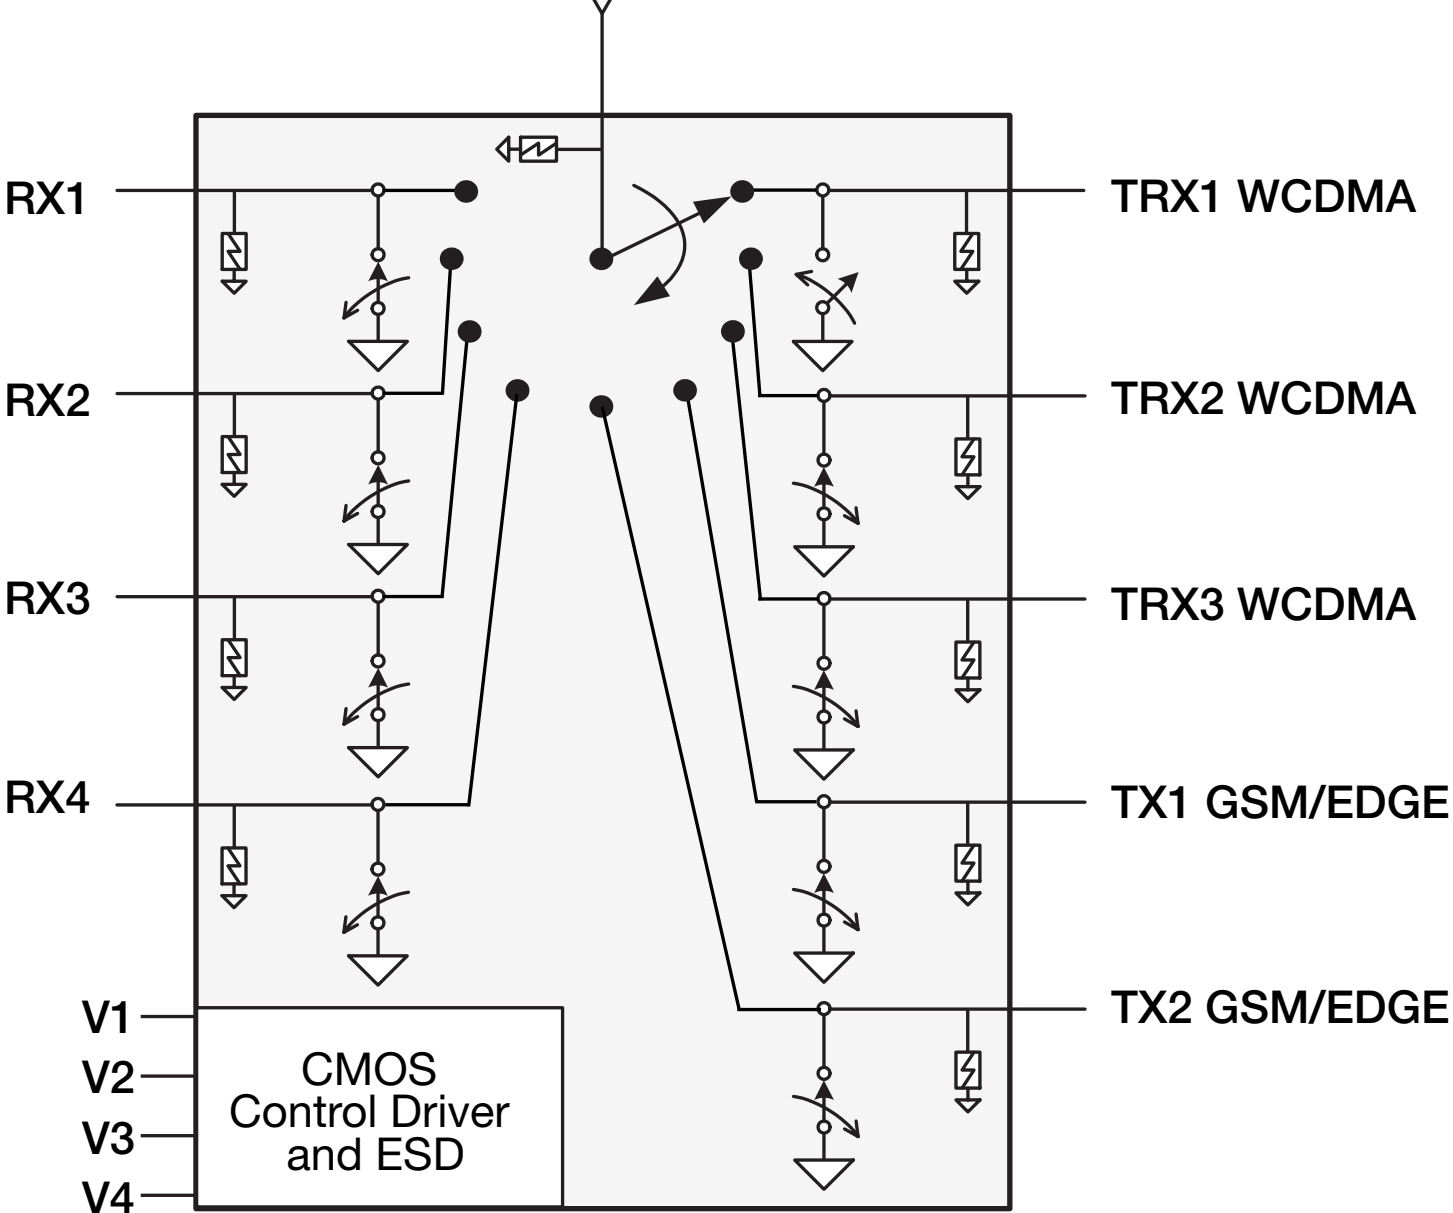 RX1
TRX1 WCDMA
RX2
TRX2 WCDMA
RX3
TRX3 WCDMA
RX4
TX1 GSM/EDGE
TX2 GSM/EDGE
V1
V2
V3
V4
CMOS
Control Driver
and ESD